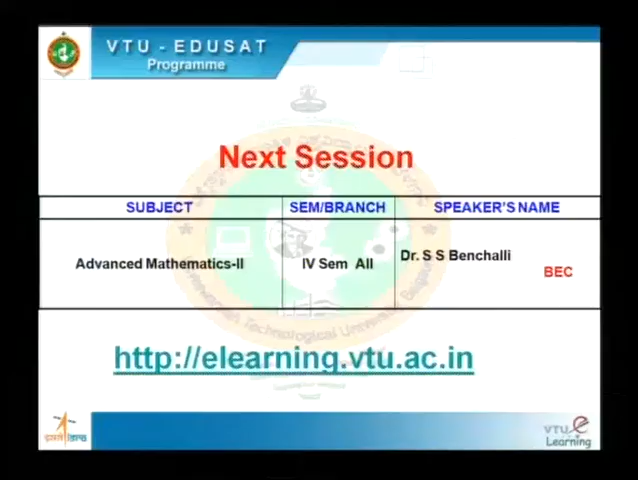 VTU - EDUSAT
Programme
Next Session
SUBJECT SEM/BRANCH SPEAKER'S NAME
Advanced Mathematics-II IV Sem All Dr. S S Benchalli
BEC
http://elearning.vtu.ac.in
VTU e
Learning